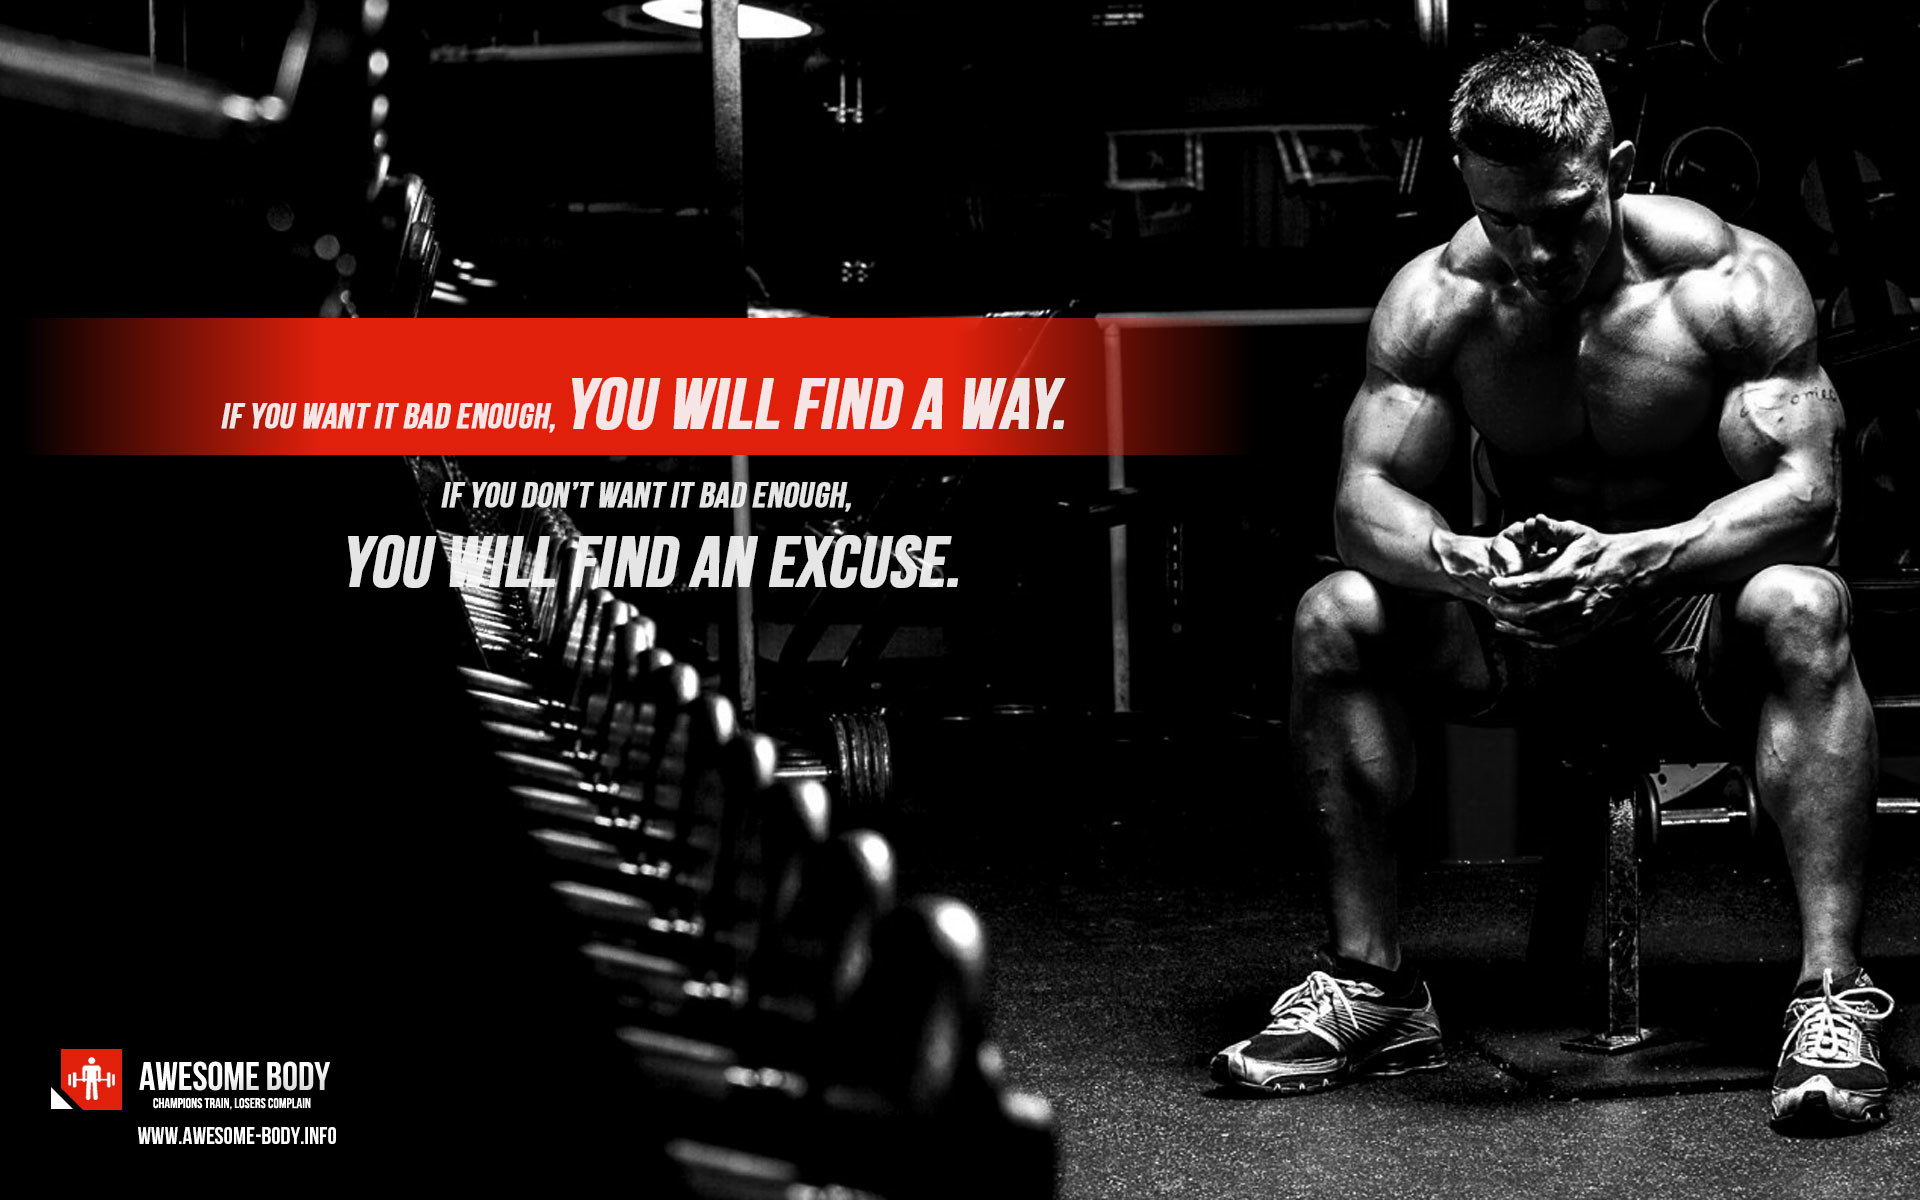 IF YOU WANT IT BAD ENOUGH, YOU WILL FIND A WAY.
IF YOU DON'T WANT IT BAD ENOUGH,
YOU WILL FIND AN EXCUSE.
AWESOME BODY
CHAMPIONS TRAIN, LOSERS COMPLAIN
WWW.AWESOME-BODY.INFO